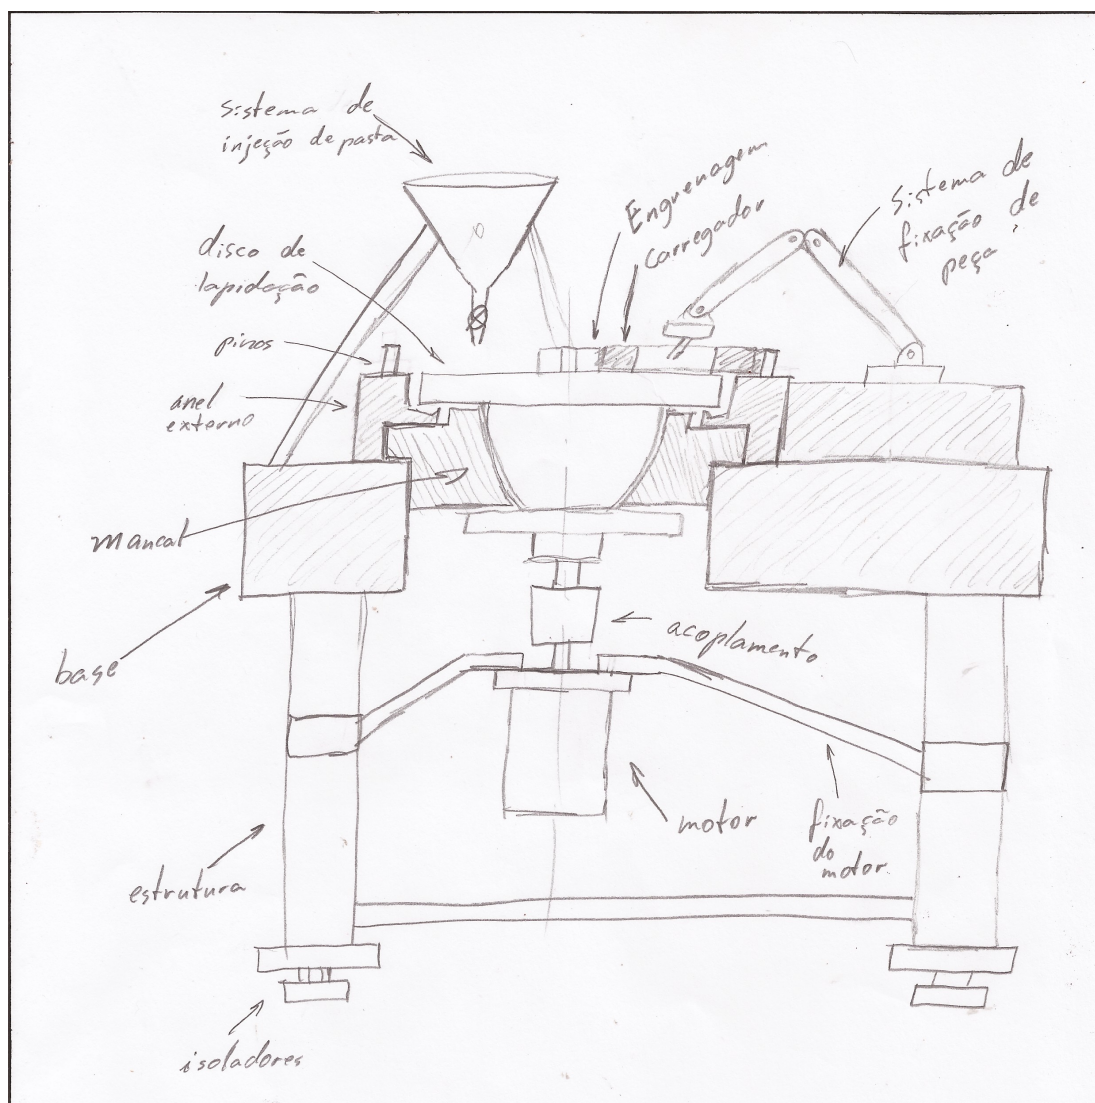 sistema de
injeção de pasta
Engrenagem
carregador
sistema de
fixação de
peça
disco de
lapidação
pinos
anel
externo
mancal
base
acoplamento
motor
fixação
do
motor.
estrutura
isoladores